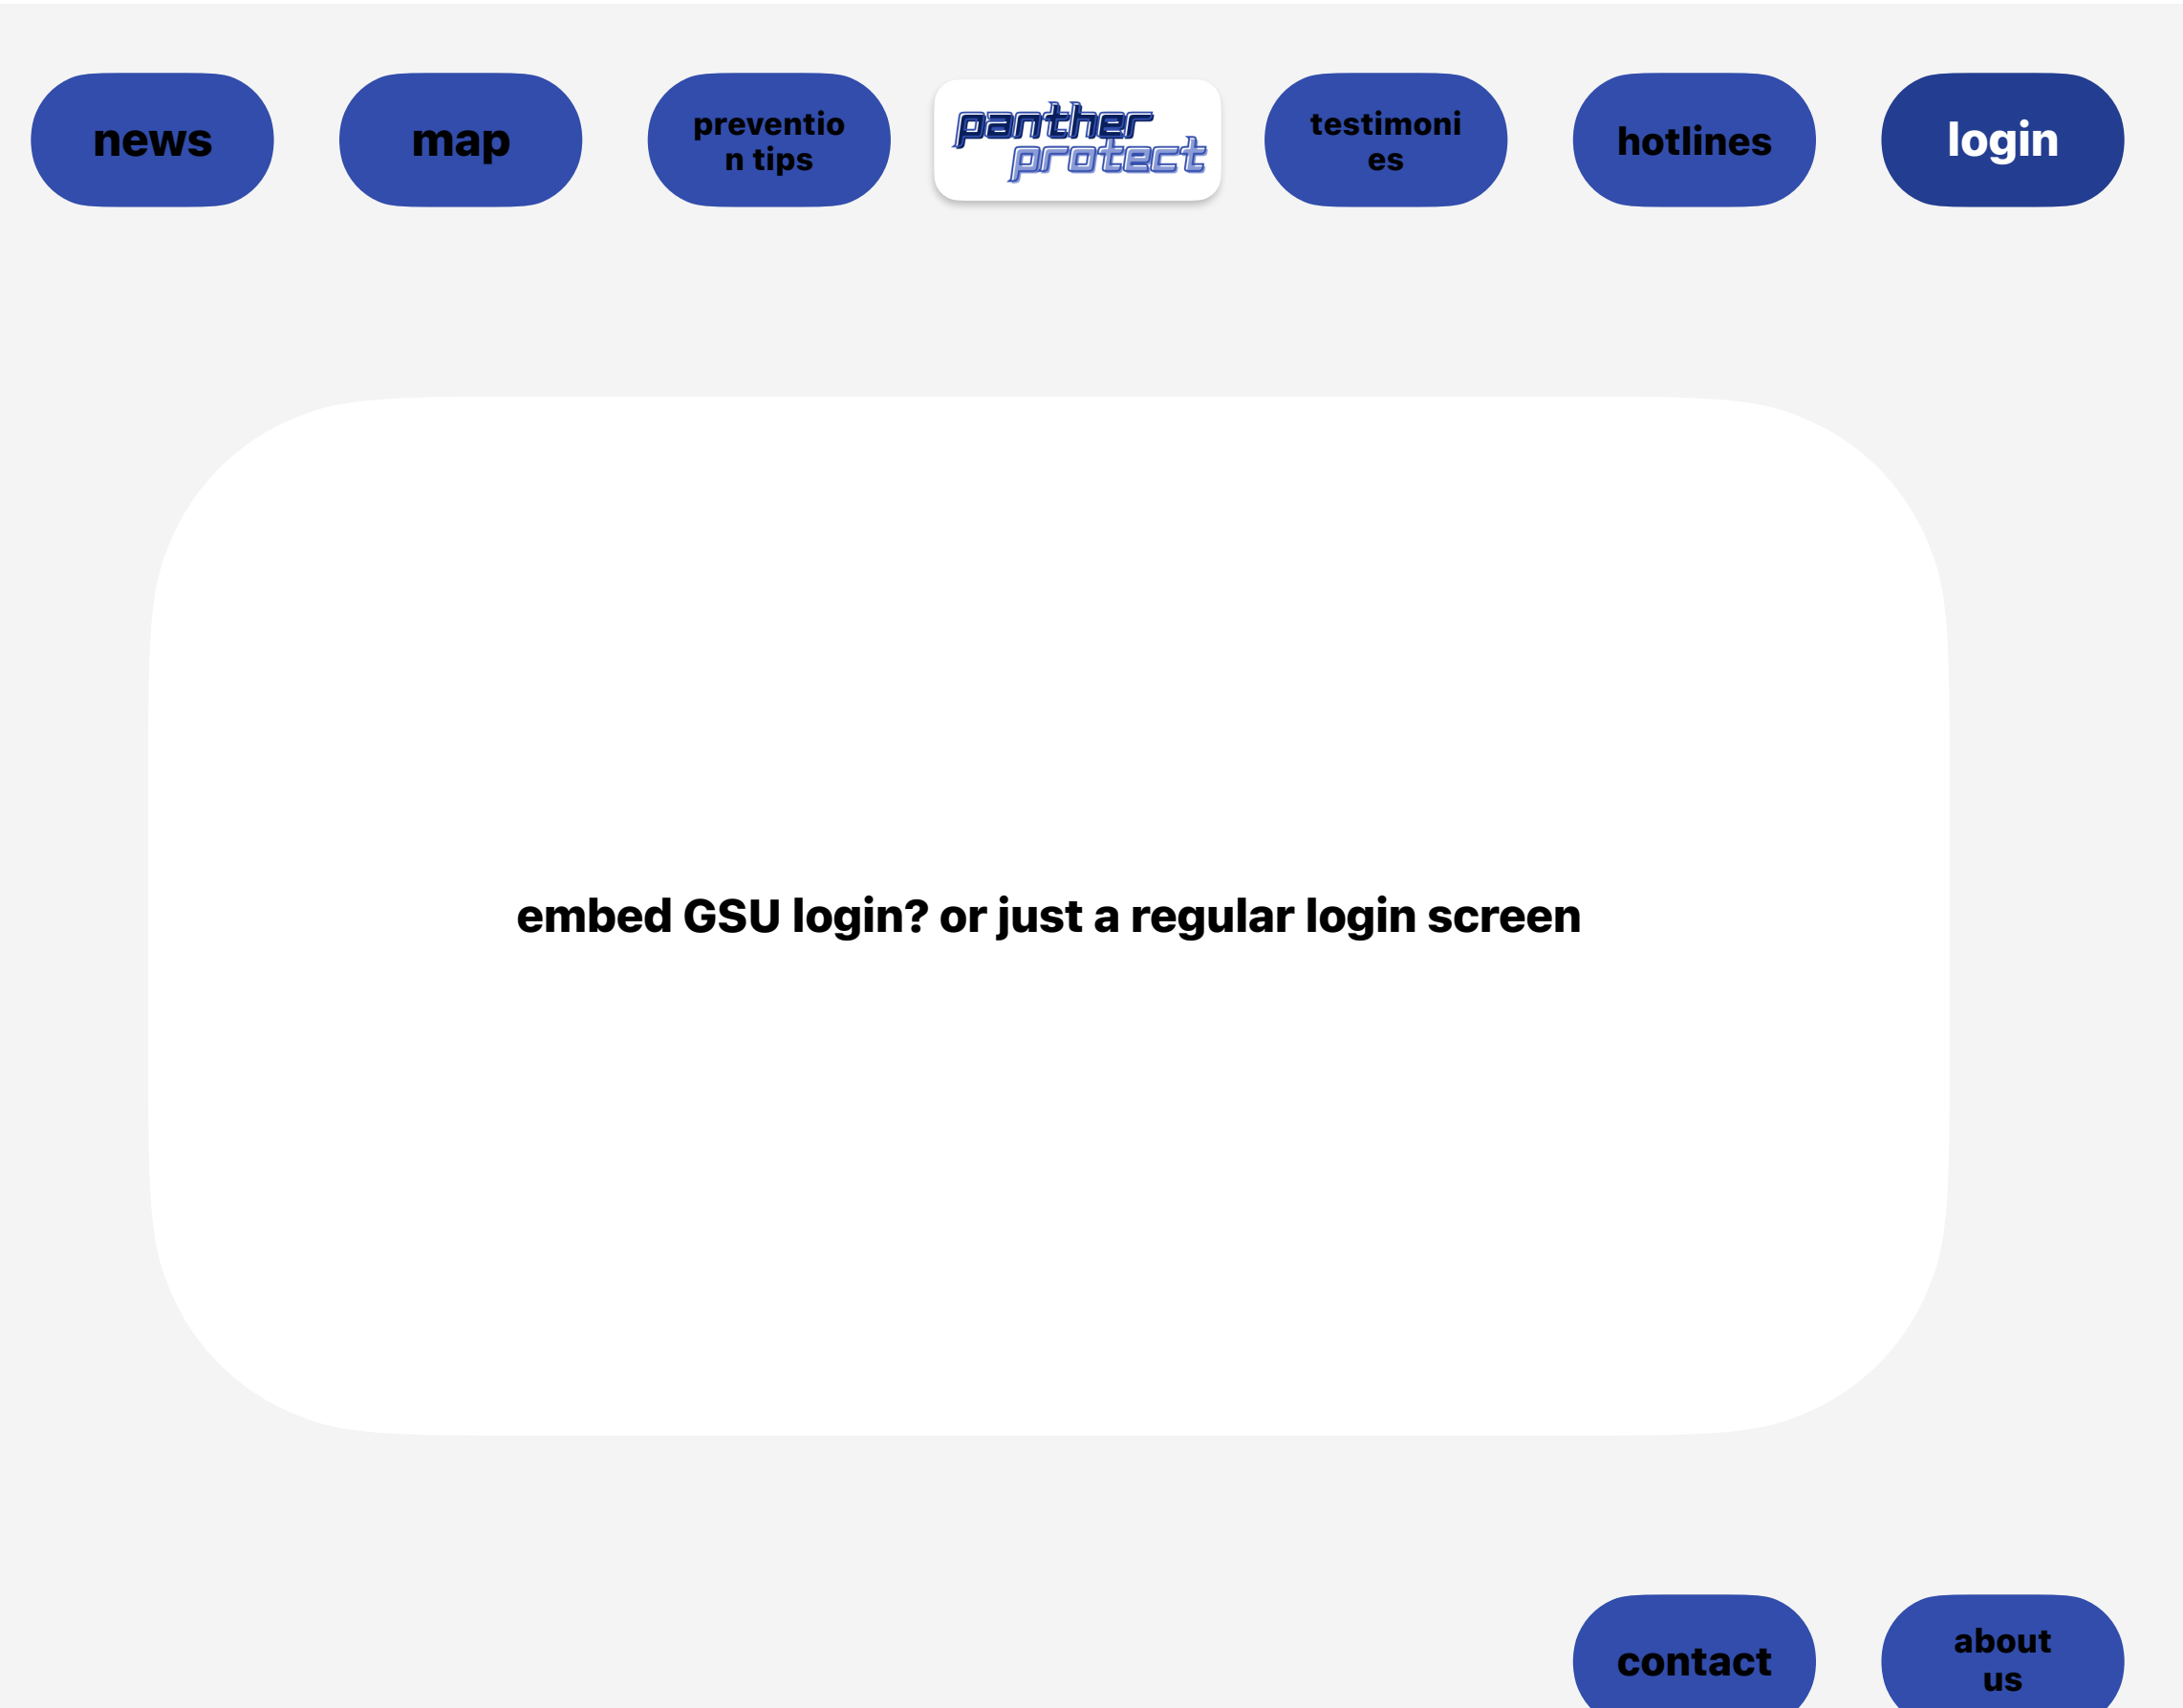 news
map
preventio
n tips
panther
protect
testimoni
es
hotlines
login
embed GSU login? or just a regular login screen
contact
about
us